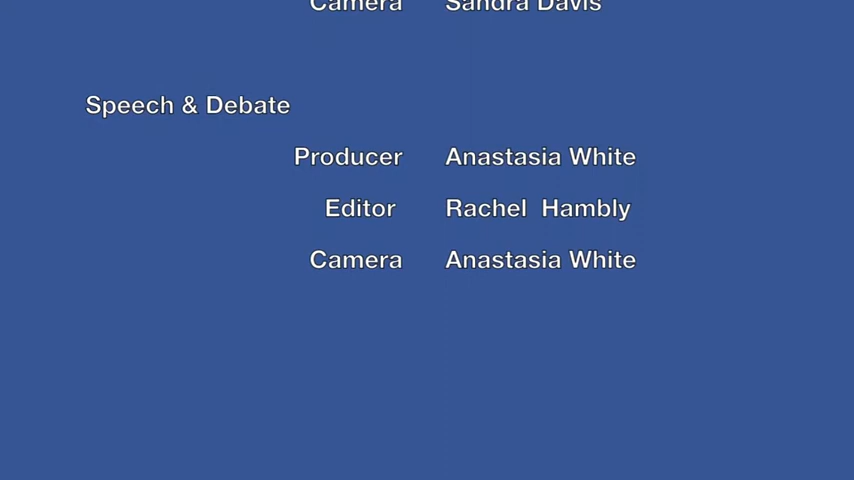 Camera Sandra Davis
Speech & Debate
Producer Anastasia White
Editor Rachel Hambly
Camera Anastasia White